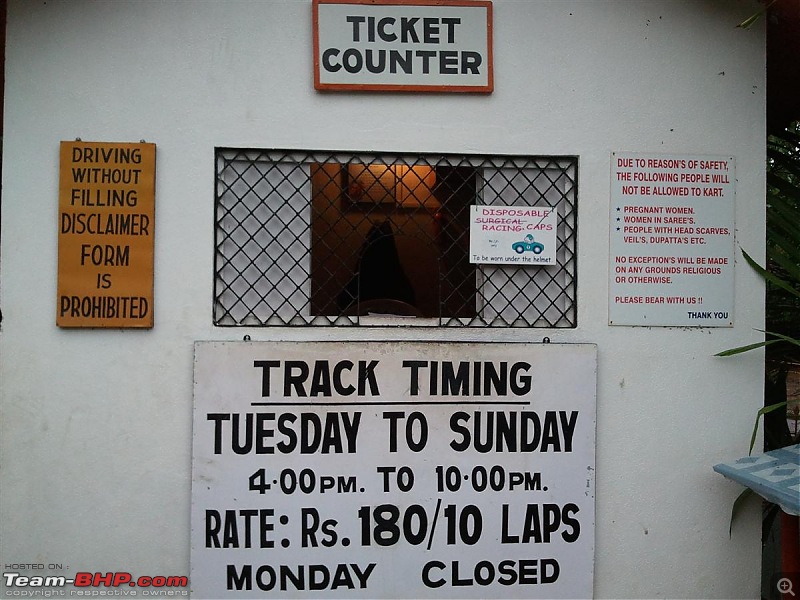 TICKET
COUNTER
DRIVING
WITHOUT
FILLING
DISCLAIMER
FORM
IS
PROHIBITED
DISPOSABLE
SURGICAL CAPS
RACING
To be worn under the helmet.
DUE TO REASON'S OF SAFETY,
THE FOLLOWING PEOPLE WILL
NOT BE ALLOWED TO KART.
★ PREGNANT WOMEN.
★ WOMEN IN SAREE'S.
★ PEOPLE WITH HEAD SCARVES,
VEIL'S, DUPATTA'S ETC.
NO EXCEPTION'S WILL BE MADE
ON ANY GROUNDS RELIGIOUS
OR OTHERWISE.
PLEASE BEAR WITH US !!
THANK YOU
TRACK TIMING
TUESDAY TO SUNDAY
4·00PM. TO 10·00PM.
RATE: Rs. 180/10 LAPS
MONDAY CLOSED
HOSTED ON :
Team-BHP.com
copyright respective owners